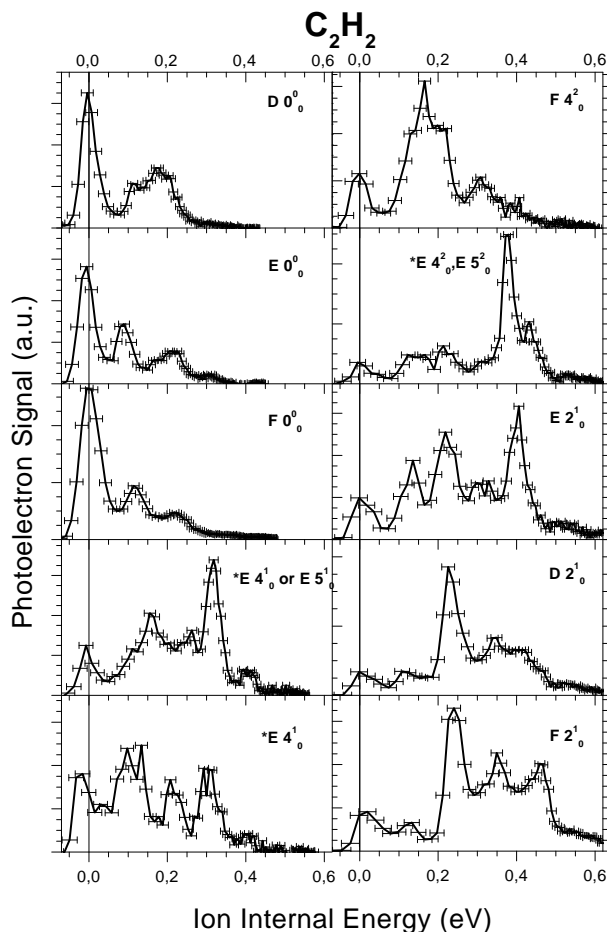 C₂H₂
0,0 0,2 0,4 0,6 0,0 0,2 0,4 0,6
D 0⁰₀
F 4²₀
E 0⁰₀
*E 4²₀,E 5²₀
F 0⁰₀
E 2¹₀
*E 4¹₀ or E 5¹₀
D 2¹₀
*E 4¹₀
F 2¹₀
Photoelectron Signal (a.u.)
0,0 0,2 0,4 0,6 0,0 0,2 0,4 0,6
Ion Internal Energy (eV)